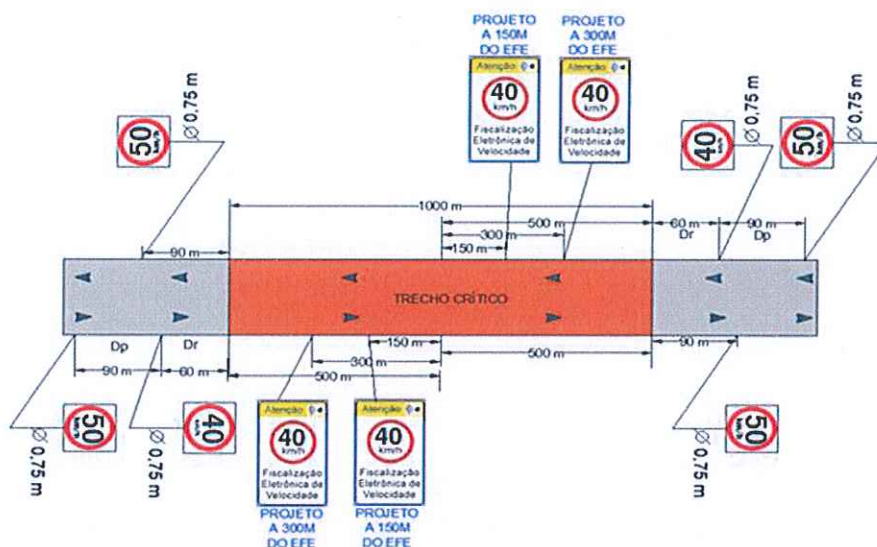 PROJETO
A 150M
DO EFE
PROJETO
A 300M
DO EFE
Atenção
40
km/h
Fiscalização
Eletrônica de
Velocidade
Atenção
40
km/h
Fiscalização
Eletrônica de
Velocidade
50
km/h
Ø 0,75 m
40
km/h
Ø 0,75 m
50
km/h
Ø 0,75 m
1000 m
500 m
300 m
150 m
60 m
Dr
90 m
Dp
90 m
TRECHO CRÍTICO
Dp
90 m
Dr
60 m
150 m
300 m
500 m
500 m
90 m
50
km/h
Ø 0,75 m
40
km/h
Ø 0,75 m
Atenção
40
km/h
Fiscalização
Eletrônica de
Velocidade
PROJETO
A 300M
DO EFE
Atenção
40
km/h
Fiscalização
Eletrônica de
Velocidade
PROJETO
A 150M
DO EFE
50
km/h
Ø 0,75 m